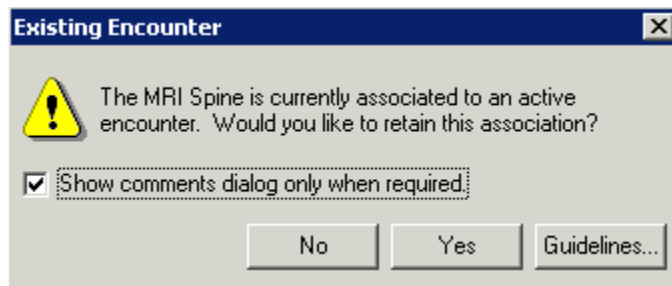 Existing Encounter
The MRI Spine is currently associated to an active
encounter.  Would you like to retain this association?
Show comments dialog only when required.
No
Yes
Guidelines...